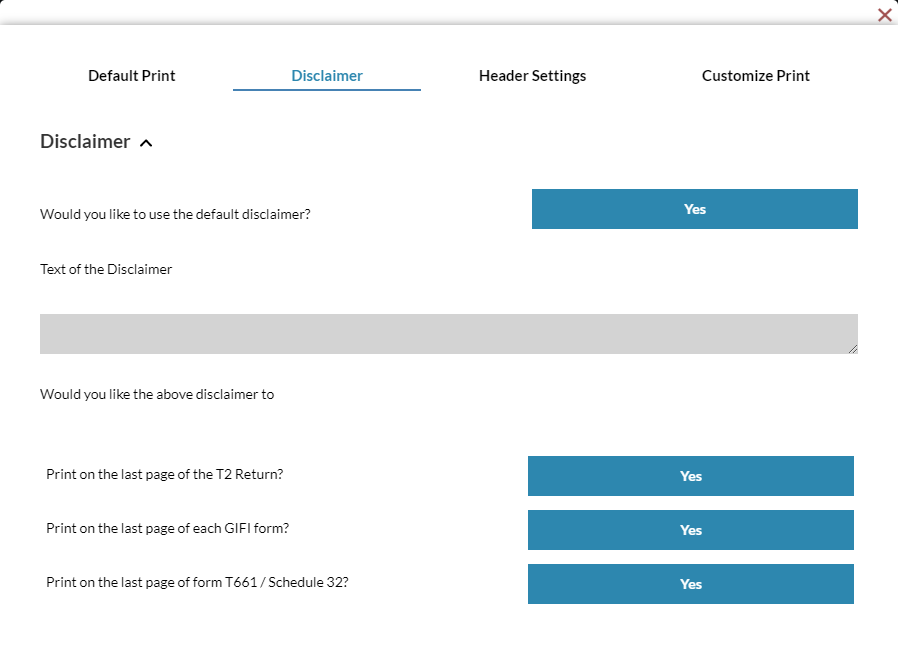 Default Print Disclaimer Header Settings Customize Print
Disclaimer
Would you like to use the default disclaimer? Yes
Text of the Disclaimer
Would you like the above disclaimer to
Print on the last page of the T2 Return? Yes
Print on the last page of each GIFI form? Yes
Print on the last page of form T661 / Schedule 32? Yes